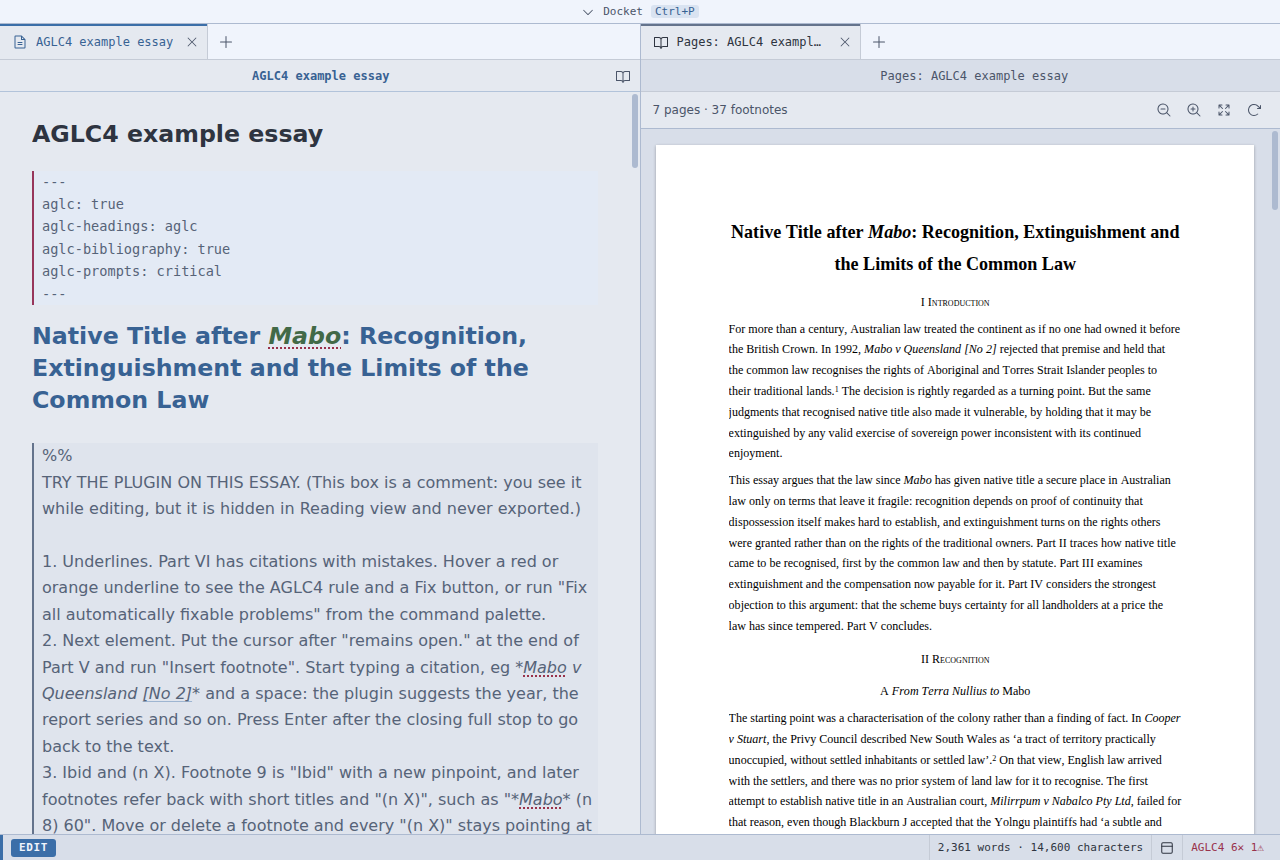 Docket Ctrl+P
AGLC4 example essay
Pages: AGLC4 exampl…
AGLC4 example essay
Pages: AGLC4 example essay
7 pages · 37 footnotes
AGLC4 example essay
---
aglc: true
aglc-headings: aglc
aglc-bibliography: true
aglc-prompts: critical
---
Native Title after Mabo: Recognition,
Extinguishment and the Limits of the
Common Law
%%
TRY THE PLUGIN ON THIS ESSAY. (This box is a comment: you see it
while editing, but it is hidden in Reading view and never exported.)
1. Underlines. Part VI has citations with mistakes. Hover a red or
orange underline to see the AGLC4 rule and a Fix button, or run "Fix
all automatically fixable problems" from the command palette.
2. Next element. Put the cursor after "remains open." at the end of
Part V and run "Insert footnote". Start typing a citation, eg *Mabo v
Queensland [No 2]* and a space: the plugin suggests the year, the
report series and so on. Press Enter after the closing full stop to go
back to the text.
3. Ibid and (n X). Footnote 9 is "Ibid" with a new pinpoint, and later
footnotes refer back with short titles and "(n X)", such as "*Mabo* (n
8) 60". Move or delete a footnote and every "(n X)" stays pointing at
Native Title after Mabo: Recognition, Extinguishment and
the Limits of the Common Law
I Introduction
For more than a century, Australian law treated the continent as if no one had owned it before
the British Crown. In 1992, Mabo v Queensland [No 2] rejected that premise and held that
the common law recognises the rights of Aboriginal and Torres Strait Islander peoples to
their traditional lands.1 The decision is rightly regarded as a turning point. But the same
judgments that recognised native title also made it vulnerable, by holding that it may be
extinguished by any valid exercise of sovereign power inconsistent with its continued
enjoyment.
This essay argues that the law since Mabo has given native title a secure place in Australian
law only on terms that leave it fragile: recognition depends on proof of continuity that
dispossession itself makes hard to establish, and extinguishment turns on the rights others
were granted rather than on the rights of the traditional owners. Part II traces how native title
came to be recognised, first by the common law and then by statute. Part III examines
extinguishment and the compensation now payable for it. Part IV considers the strongest
objection to this argument: that the scheme buys certainty for all landholders at a price the
law has since tempered. Part V concludes.
II Recognition
A From Terra Nullius to Mabo
The starting point was a characterisation of the colony rather than a finding of fact. In Cooper
v Stuart, the Privy Council described New South Wales as ‘a tract of territory practically
unoccupied, without settled inhabitants or settled law’.2 On that view, English law arrived
with the settlers, and there was no prior system of land law for it to recognise. The first
attempt to establish native title in an Australian court, Milirrpum v Nabalco Pty Ltd, failed for
that reason, even though Blackburn J accepted that the Yolngu plaintiffs had ‘a subtle and
EDIT
2,361 words · 14,600 characters
AGLC4 6× 1⚠